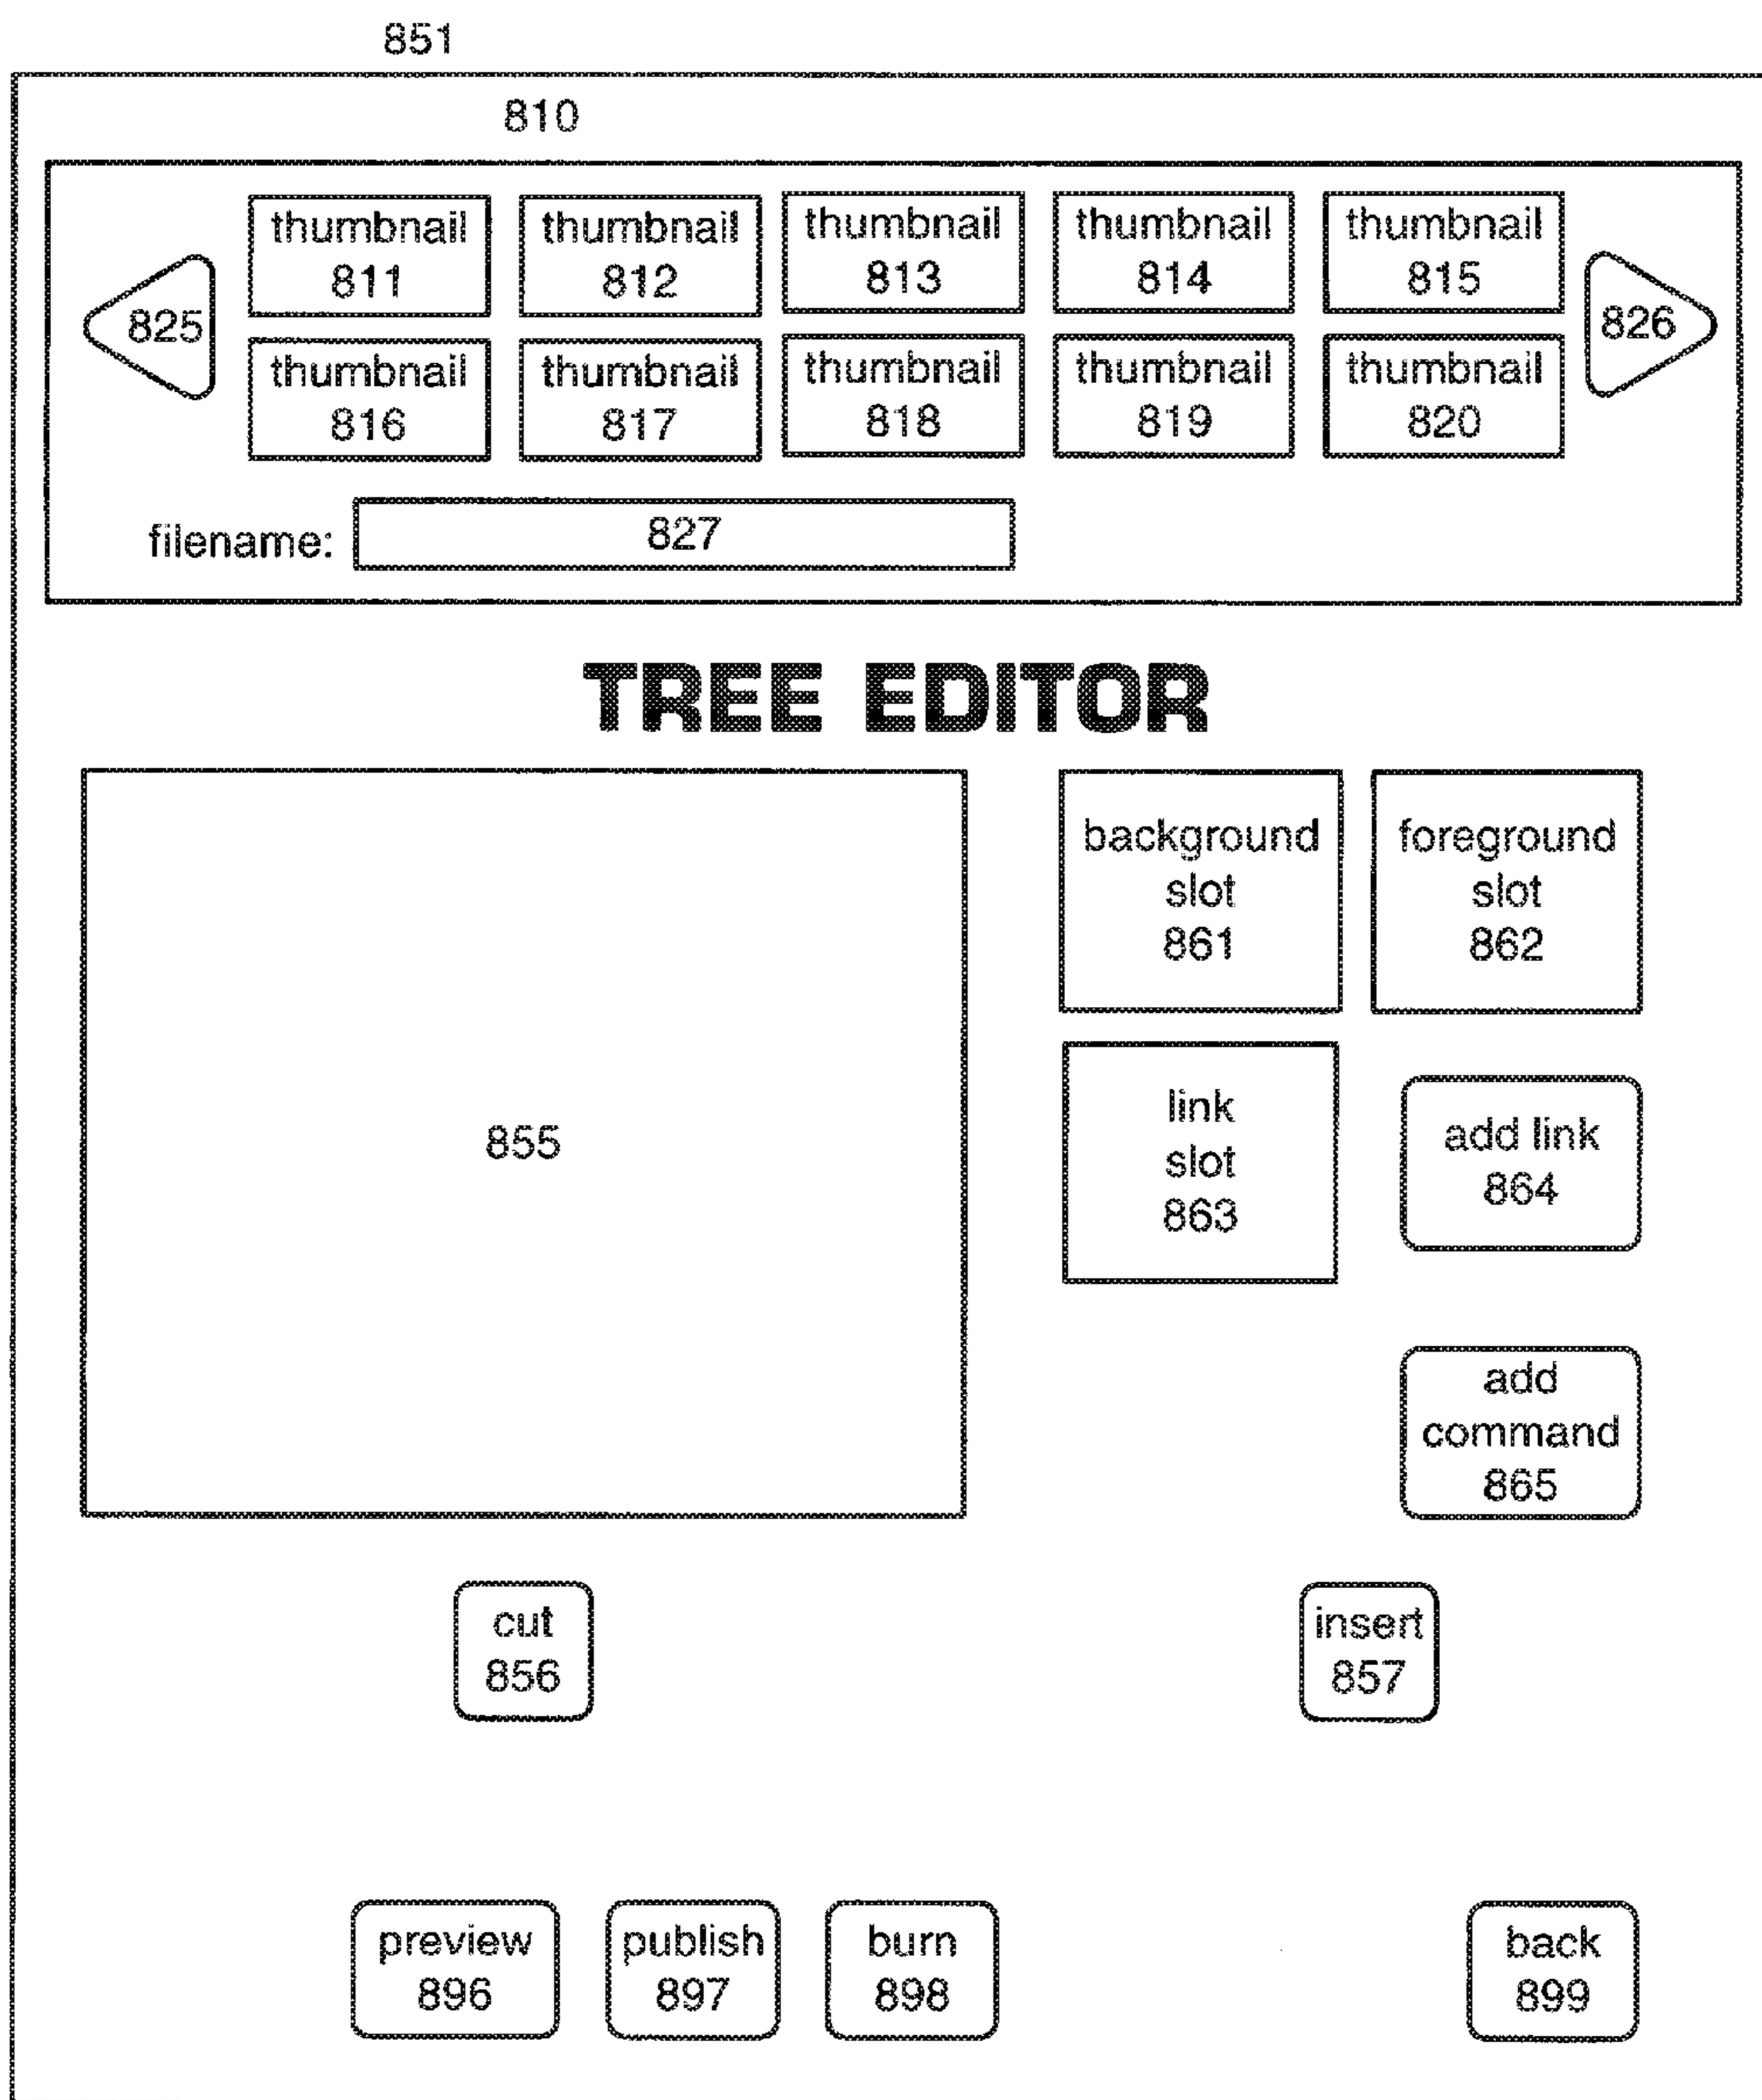 851
810
thumbnail
811
thumbnail
812
thumbnail
813
thumbnail
814
thumbnail
815
825
826
thumbnail
816
thumbnail
817
thumbnail
818
thumbnail
819
thumbnail
820
filename:
827
TREE EDITOR
855
background
slot
861
foreground
slot
862
link
slot
863
add link
864
add
command
865
cut
856
insert
857
preview
896
publish
897
burn
898
back
899